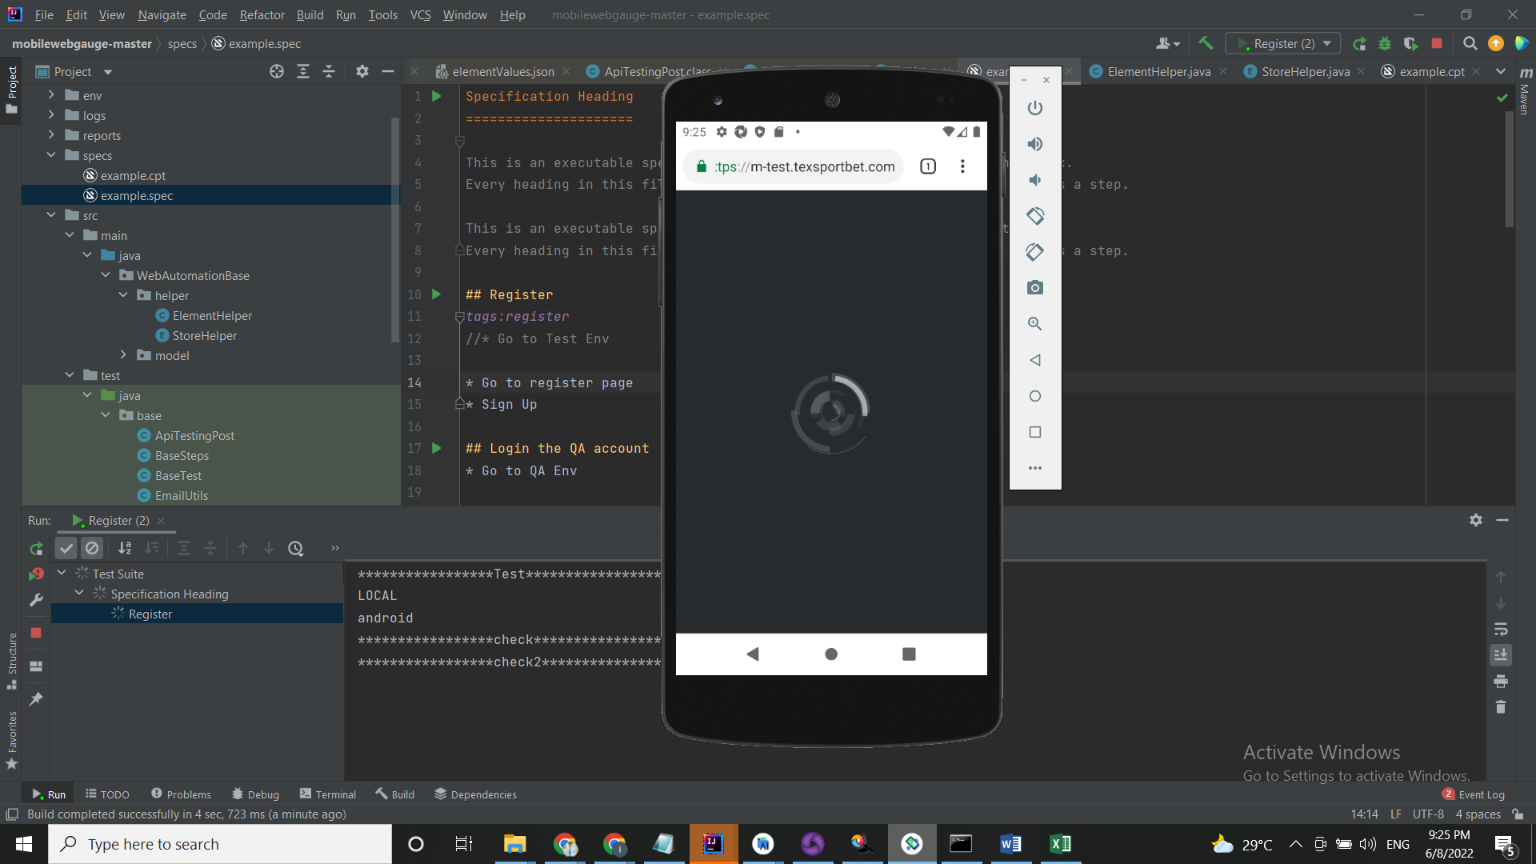 File Edit View Navigate Code Refactor Build Run Tools VCS Window Help mobilewebgauge-master - example.spec
mobilewebgauge-master specs example.spec Register (2)
Project
Project
elementValues.json ApiTestingPost.class ElementHelper.java StoreHelper.java example.cpt
Maven
env
logs
reports
specs
example.cpt
example.spec
src
main
java
WebAutomationBase
helper
ElementHelper
StoreHelper
model
test
java
base
ApiTestingPost
BaseSteps
BaseTest
EmailUtils
1 Specification Heading
2 =====================
3
4 This is an executable spe
5 Every heading in this fil a step.
6
7 This is an executable sp
8 Every heading in this fi a step.
9
10 ## Register
11 tags:register
12 //* Go to Test Env
13
14 * Go to register page
15 * Sign Up
16
17 ## Login the QA account
18 * Go to QA Env
19
9:25
:tps://m-test.texsportbet.com 1
Run: Register (2)
Test Suite
Specification Heading
Register
*****************Test*****************
LOCAL
android
*****************check****************
*****************check2***************
Structure
Favorites
Activate Windows
Go to Settings to activate Windows.
Run TODO Problems Debug Terminal Build Dependencies 2 Event Log
Build completed successfully in 4 sec, 723 ms (a minute ago) 14:14 LF UTF-8 4 spaces
Type here to search
29°C ENG 9:25 PM
6/8/2022 5